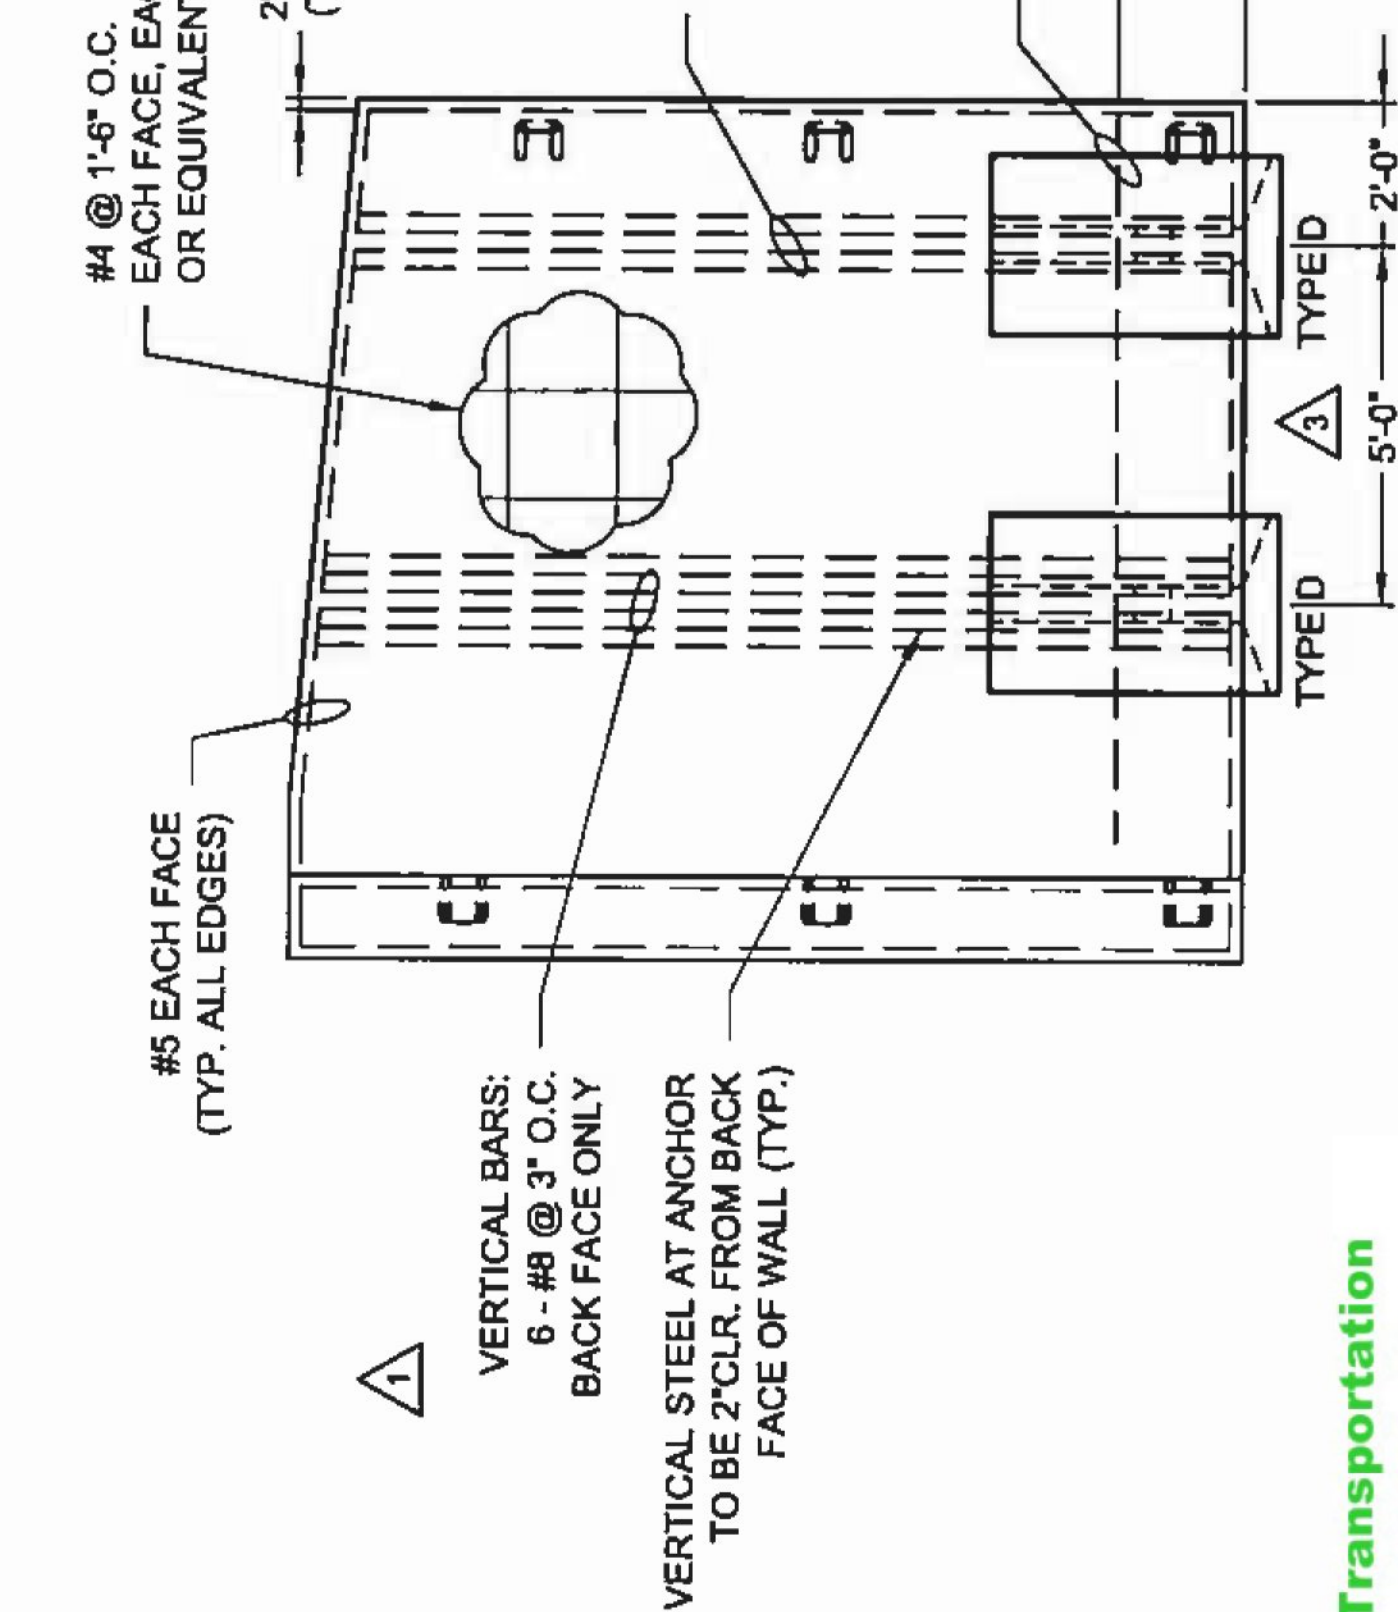 #4 @ 1'-6" O.C.
EACH FACE,
OR EQUIVALENT
#5 EACH FACE
(TYP. ALL EDGES)
1
VERTICAL BARS:
6 - #8 @ 3" O.C.
BACK FACE ONLY
VERTICAL STEEL AT ANCHOR
TO BE 2"CLR. FROM BACK
FACE OF WALL (TYP.)
TYPE D
TYPE D
3
5'-0"
2'-0"
Transportation